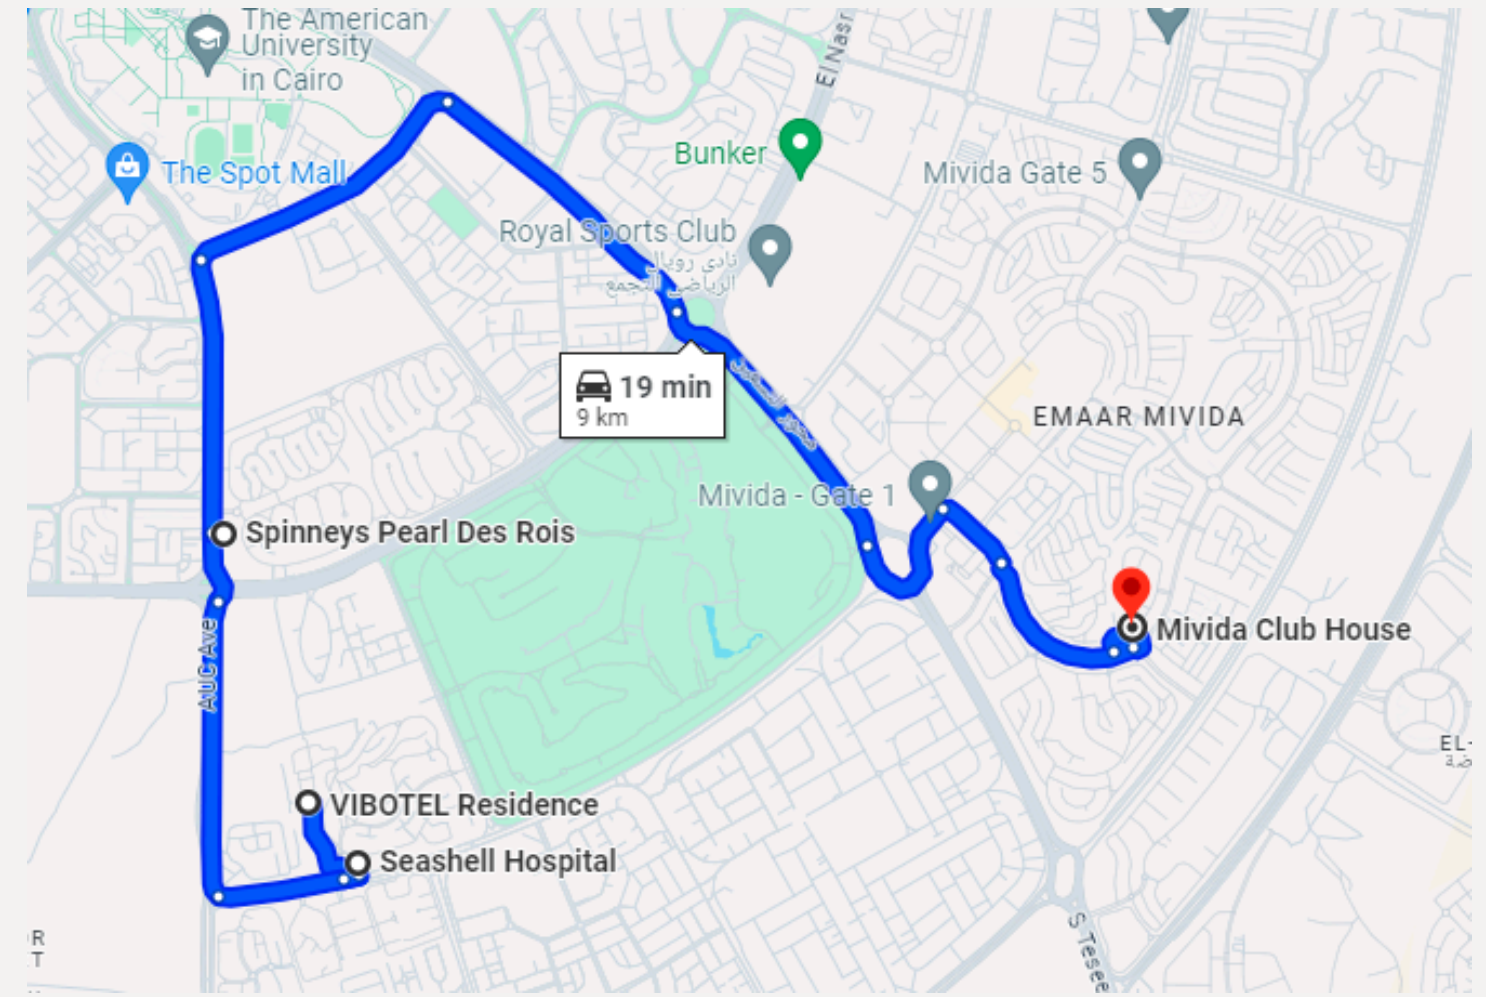 The American
University
in Cairo
El Nasr
The Spot Mall
Bunker
Mivida Gate 5
Royal Sports Club
نادي رويال
الرياضي التجمع
19 min
9 km
EMAAR MIVIDA
Mivida - Gate 1
Spinneys Pearl Des Rois
AUC Ave
Mivida Club House
EL-
VIBOTEL Residence
Seashell Hospital
S Tesee